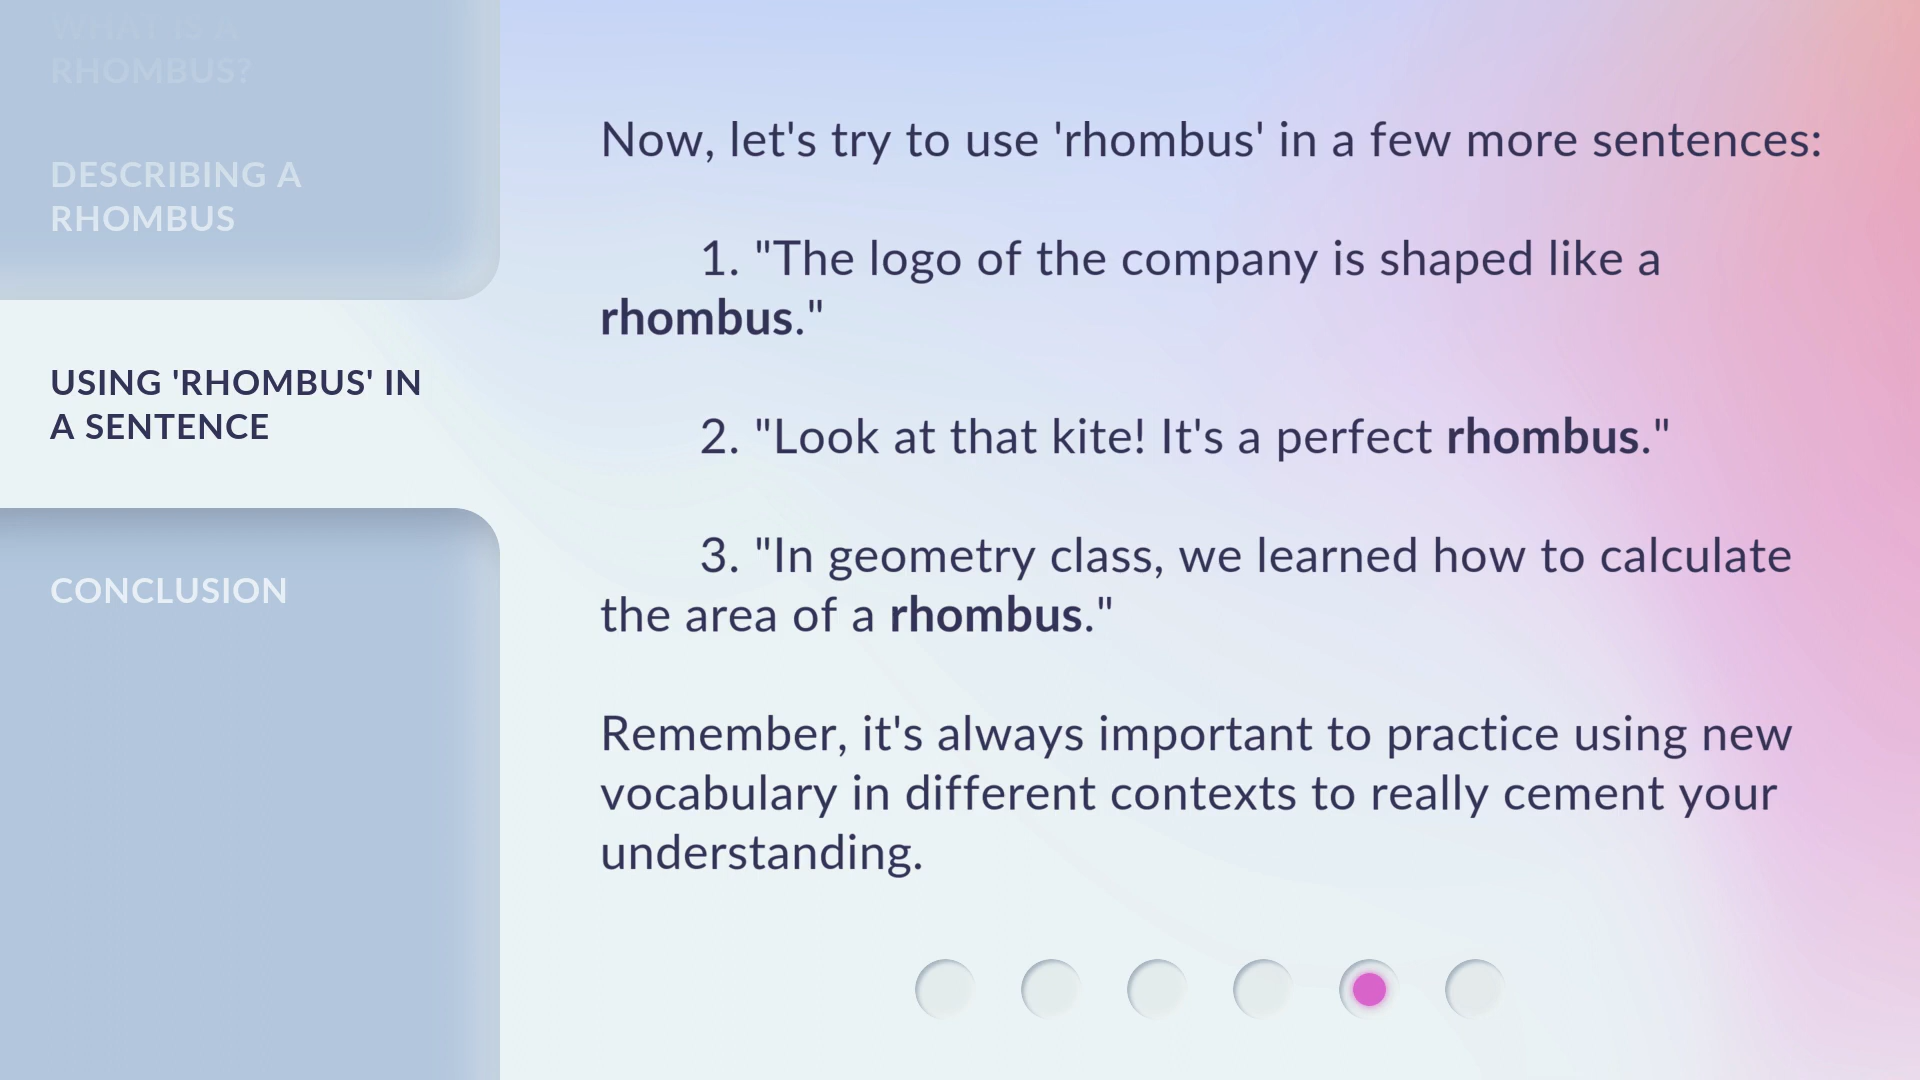 WHAT IS A
RHOMBUS?
DESCRIBING A
RHOMBUS
USING 'RHOMBUS' IN
A SENTENCE
CONCLUSION
Now, let's try to use 'rhombus' in a few more sentences:
1. "The logo of the company is shaped like a
rhombus."
2. "Look at that kite! It's a perfect rhombus."
3. "In geometry class, we learned how to calculate
the area of a rhombus."
Remember, it's always important to practice using new
vocabulary in different contexts to really cement your
understanding.